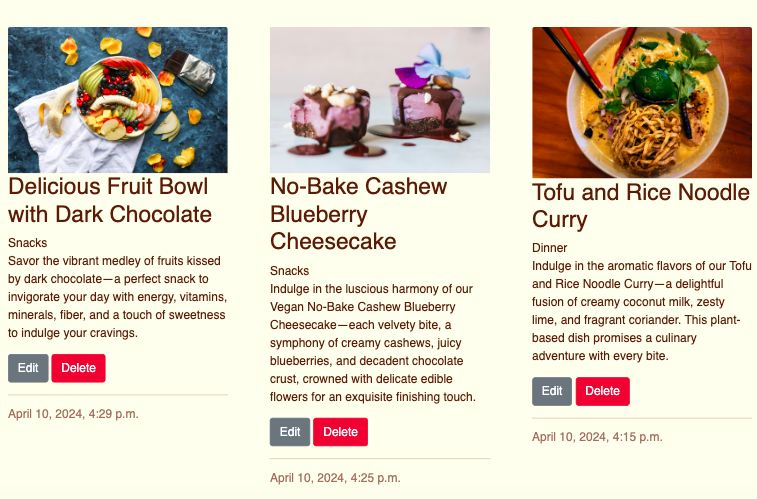 Delicious Fruit Bowl
with Dark Chocolate
Snacks
Savor the vibrant medley of fruits kissed
by dark chocolate—a perfect snack to
invigorate your day with energy, vitamins,
minerals, fiber, and a touch of sweetness
to indulge your cravings.
Edit Delete
April 10, 2024, 4:29 p.m.
No-Bake Cashew
Blueberry
Cheesecake
Snacks
Indulge in the luscious harmony of our
Vegan No-Bake Cashew Blueberry
Cheesecake—each velvety bite, a
symphony of creamy cashews, juicy
blueberries, and decadent chocolate
crust, crowned with delicate edible
flowers for an exquisite finishing touch.
Edit Delete
April 10, 2024, 4:25 p.m.
Tofu and Rice Noodle
Curry
Dinner
Indulge in the aromatic flavors of our Tofu
and Rice Noodle Curry—a delightful
fusion of creamy coconut milk, zesty
lime, and fragrant coriander. This plant-
based dish promises a culinary
adventure with every bite.
Edit Delete
April 10, 2024, 4:15 p.m.